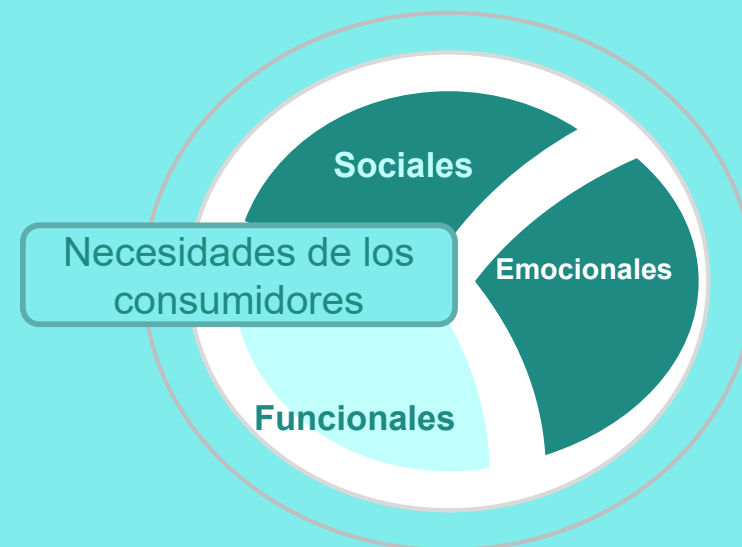 Sociales
Necesidades de los
consumidores
Emocionales
Funcionales